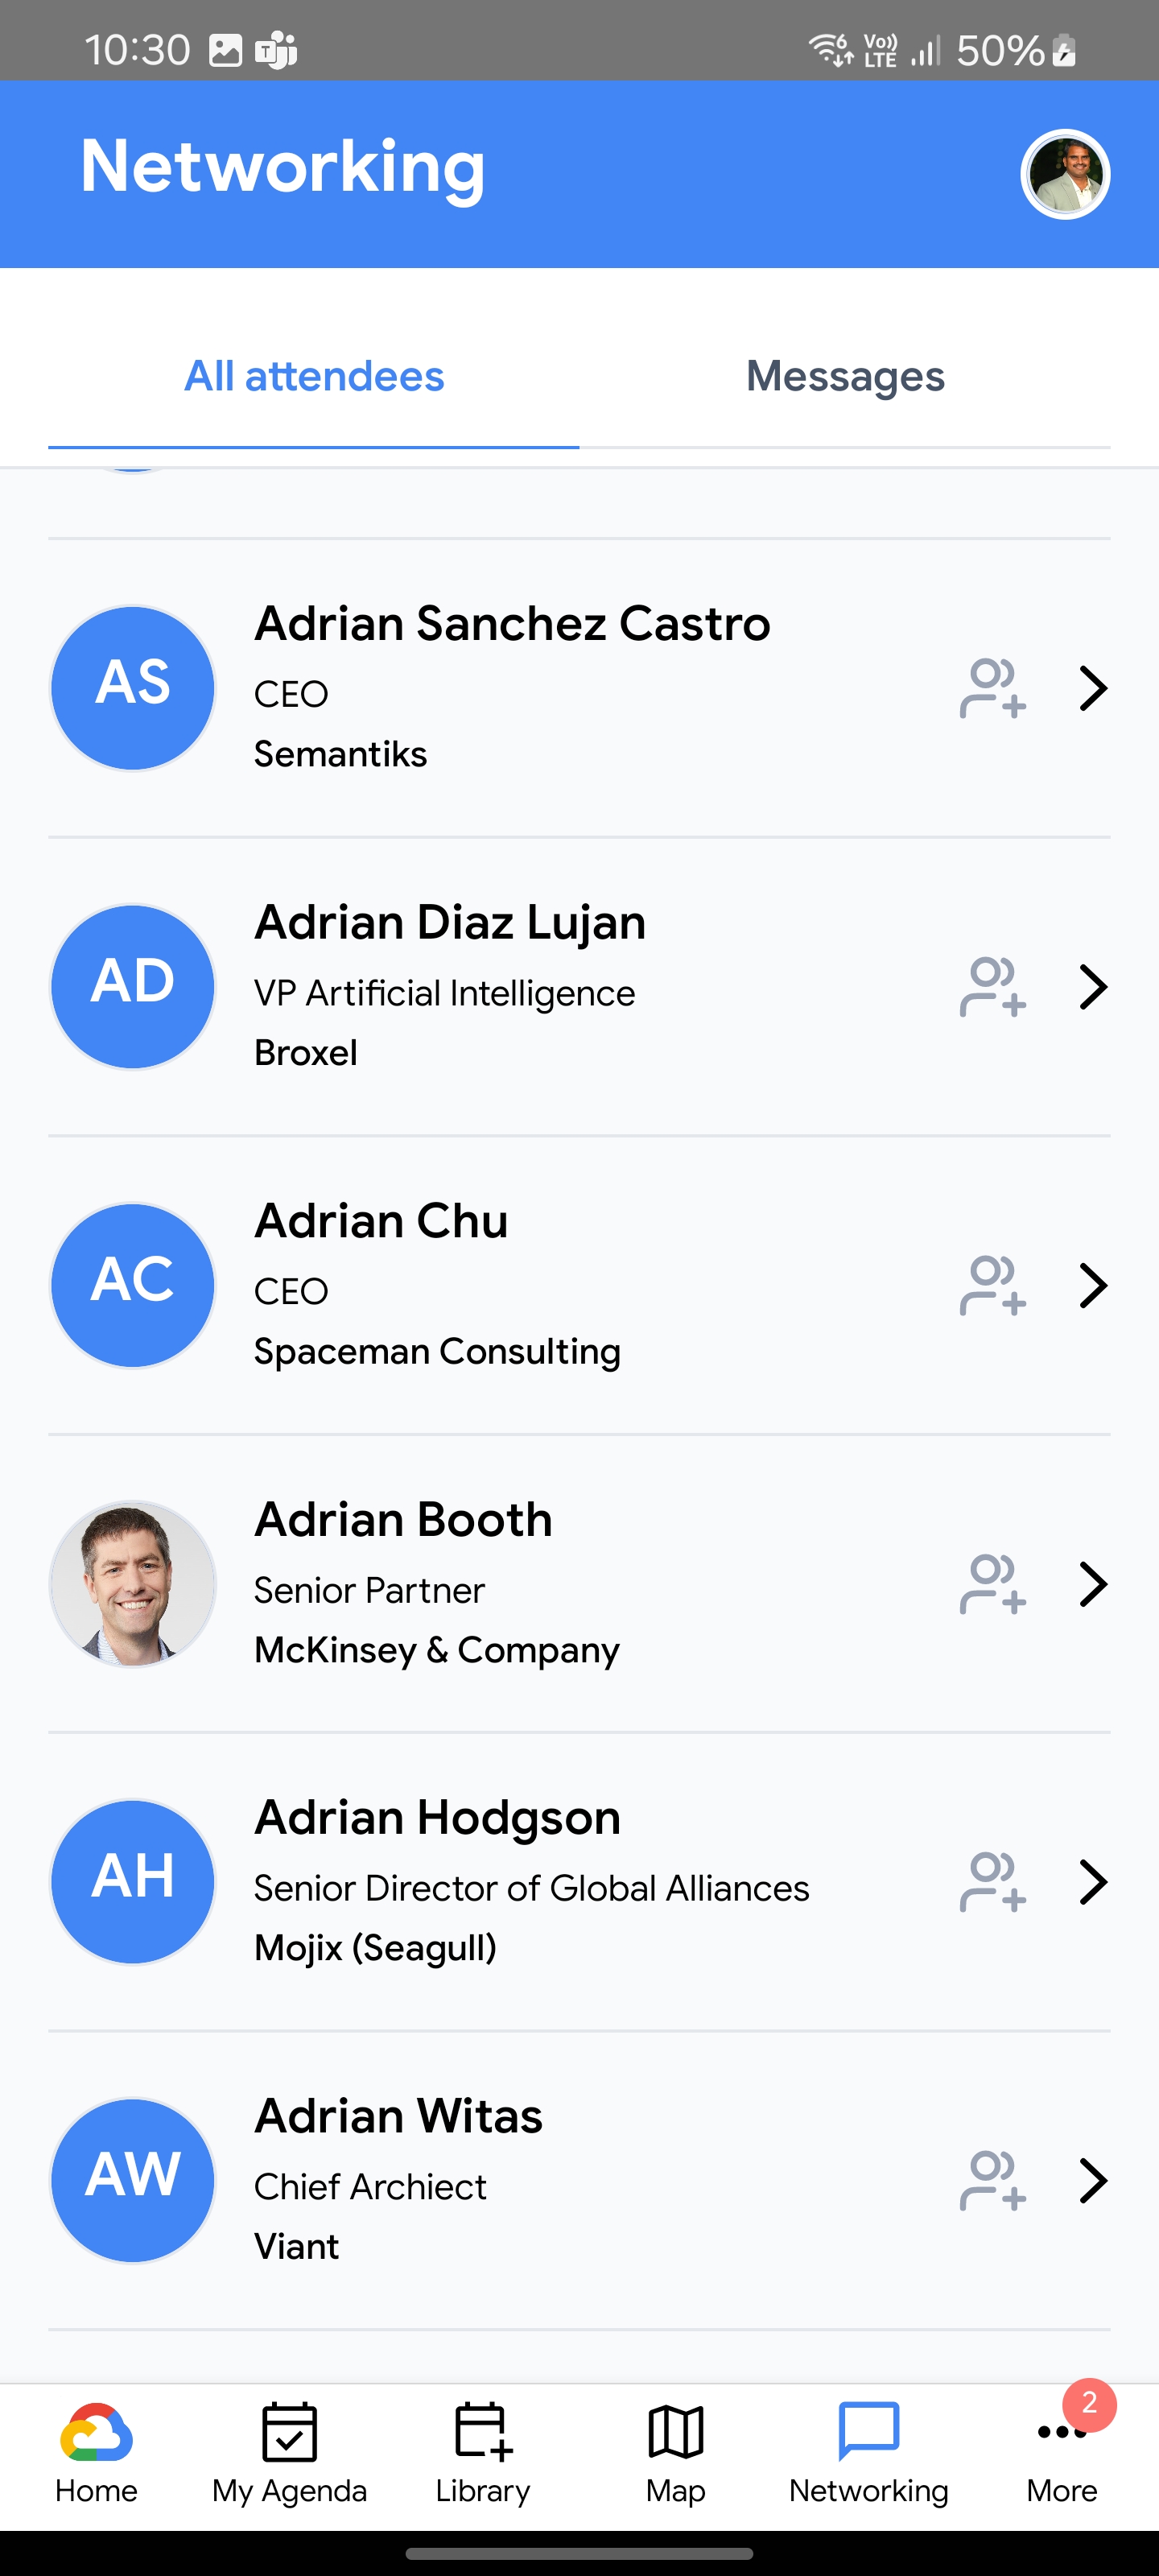 10:30
Vo))
LTE
50%
Networking
All attendees
Messages
AS
Adrian Sanchez Castro
CEO
Semantiks
AD
Adrian Diaz Lujan
VP Artificial Intelligence
Broxel
AC
Adrian Chu
CEO
Spaceman Consulting
Adrian Booth
Senior Partner
McKinsey & Company
AH
Adrian Hodgson
Senior Director of Global Alliances
Mojix (Seagull)
AW
Adrian Witas
Chief Archiect
Viant
2
Home
My Agenda
Library
Map
Networking
More